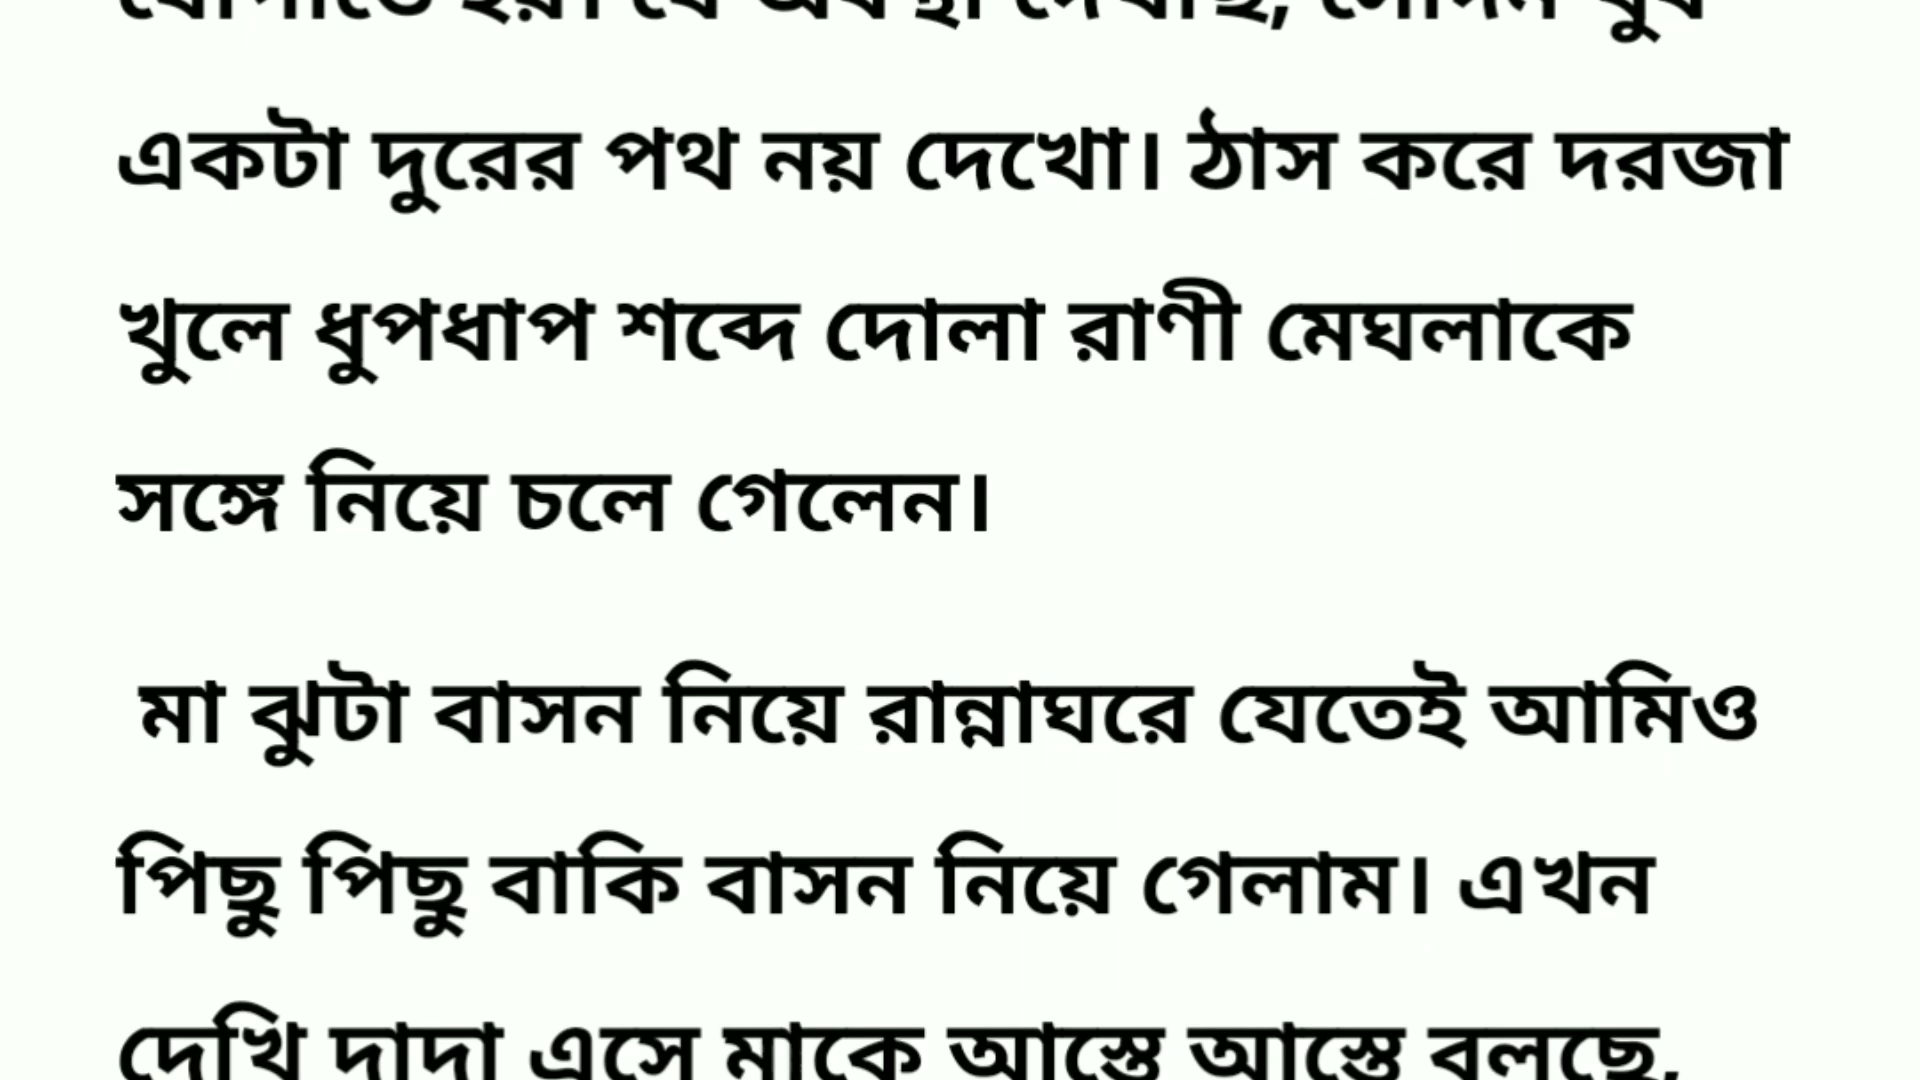 একটা দুরের পথ নয় দেখো। ঠাস করে দরজা
খুলে ধুপধাপ শব্দে দোলা রাণী মেঘলাকে
সঙ্গে নিয়ে চলে গেলেন।
মা ঝুটা বাসন নিয়ে রান্নাঘরে যেতেই আমিও
পিছু পিছু বাকি বাসন নিয়ে গেলাম। এখন
দেখি দাদা এসে মাকে আস্তে আস্তে বলছে,